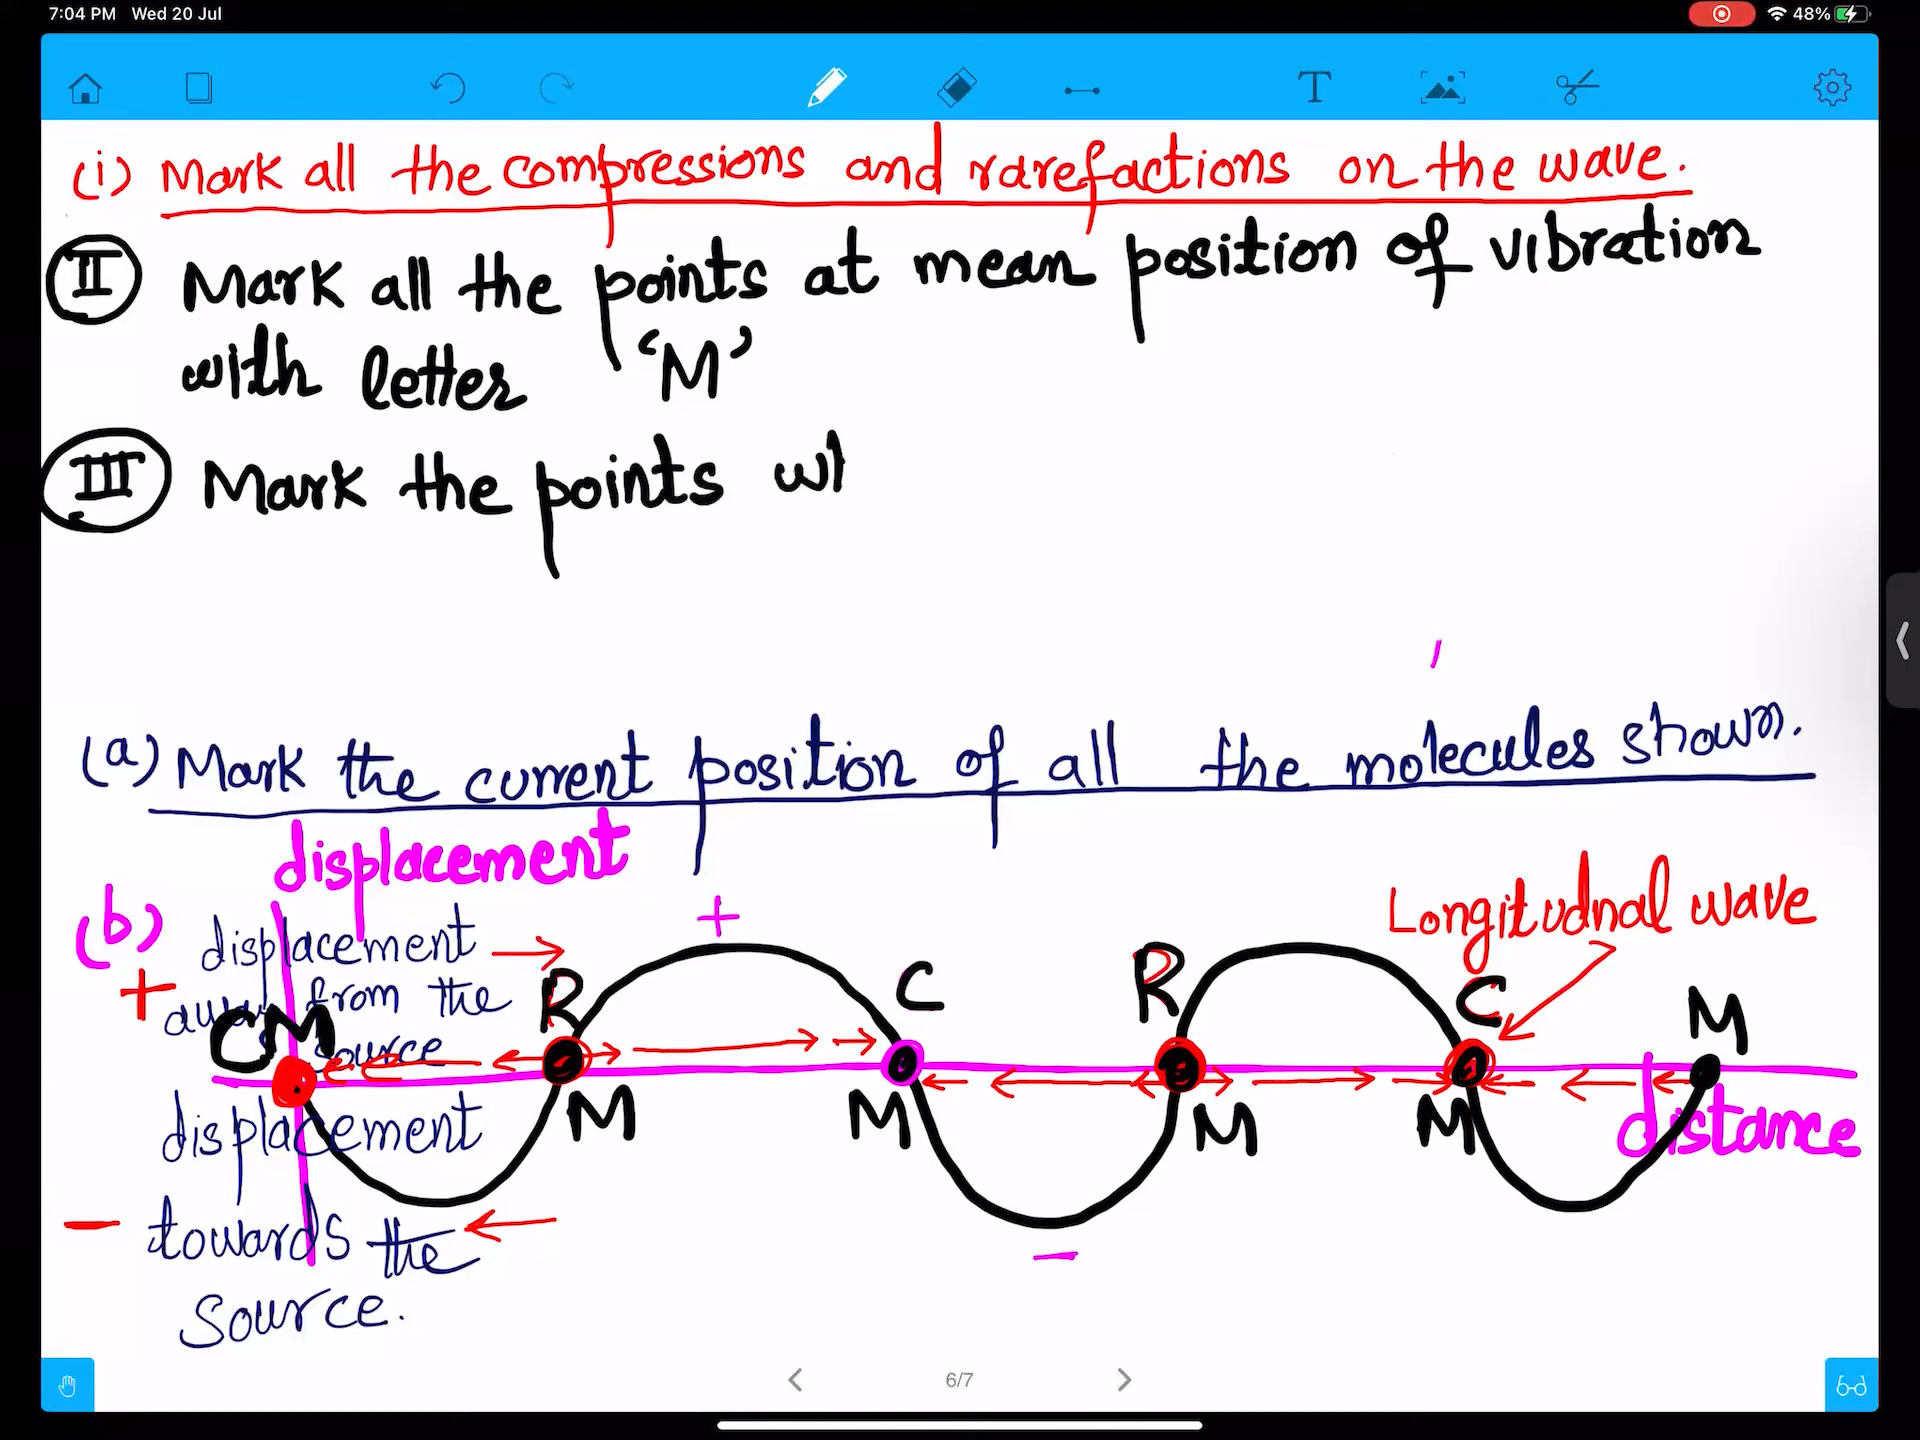 7:04 PM Wed 20 Jul
48%
T
(i) Mark all the compressions and rarefactions on the wave.
II Mark all the points at mean position of vibration
with letter 'M'
III Mark the points wh
(a) Mark the current position of all the molecules shown.
displacement
(b)
displacement
+ away from the
source
+
R
C
R
Longitudnal wave
C
M
C M
M
M
M
M
distance
displacement
- towards the
source.
-
6/7